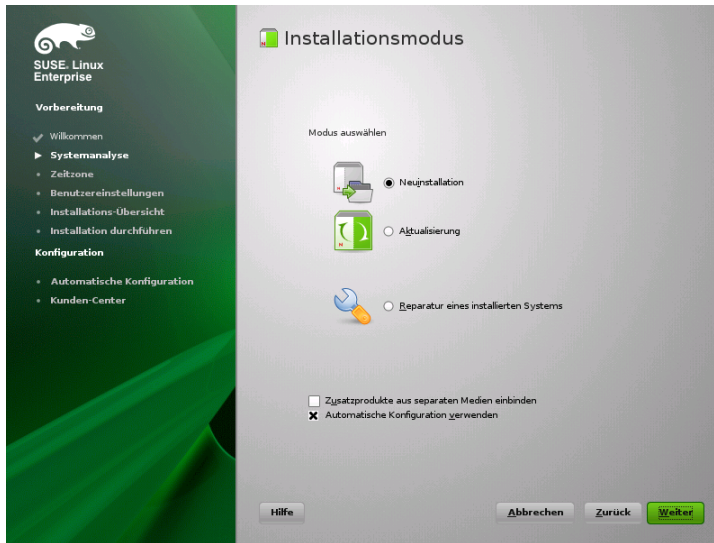 SUSE. Linux
Enterprise
Vorbereitung
Willkommen
Systemanalyse
Zeitzone
Benutzereinstellungen
Installations-Übersicht
Installation durchführen
Konfiguration
Automatische Konfiguration
Kunden-Center
Installationsmodus
Modus auswählen
Neuinstallation
Aktualisierung
Reparatur eines installierten Systems
Zusatzprodukte aus separaten Medien einbinden
Automatische Konfiguration verwenden
Hilfe
Abbrechen
Zurück
Weiter